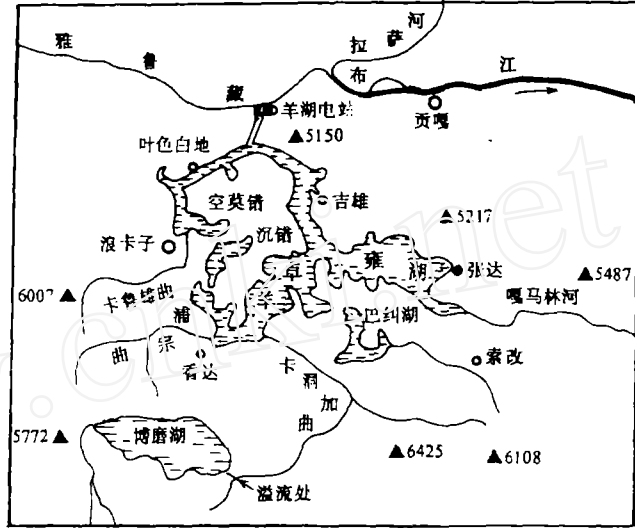 雅鲁藏布江
拉萨河
羊湖电站
贡嘎
5150
叶色白地
空莫错
吉雄
沉错
5217
浪卡子
羊卓雍湖
张达
5487
6007
卡鲁雄曲
嘎马林河
浦宗曲
巴纠湖
香达
索改
卡洞加曲
5772
博磨湖
6425
6108
溢流处
cnki.net